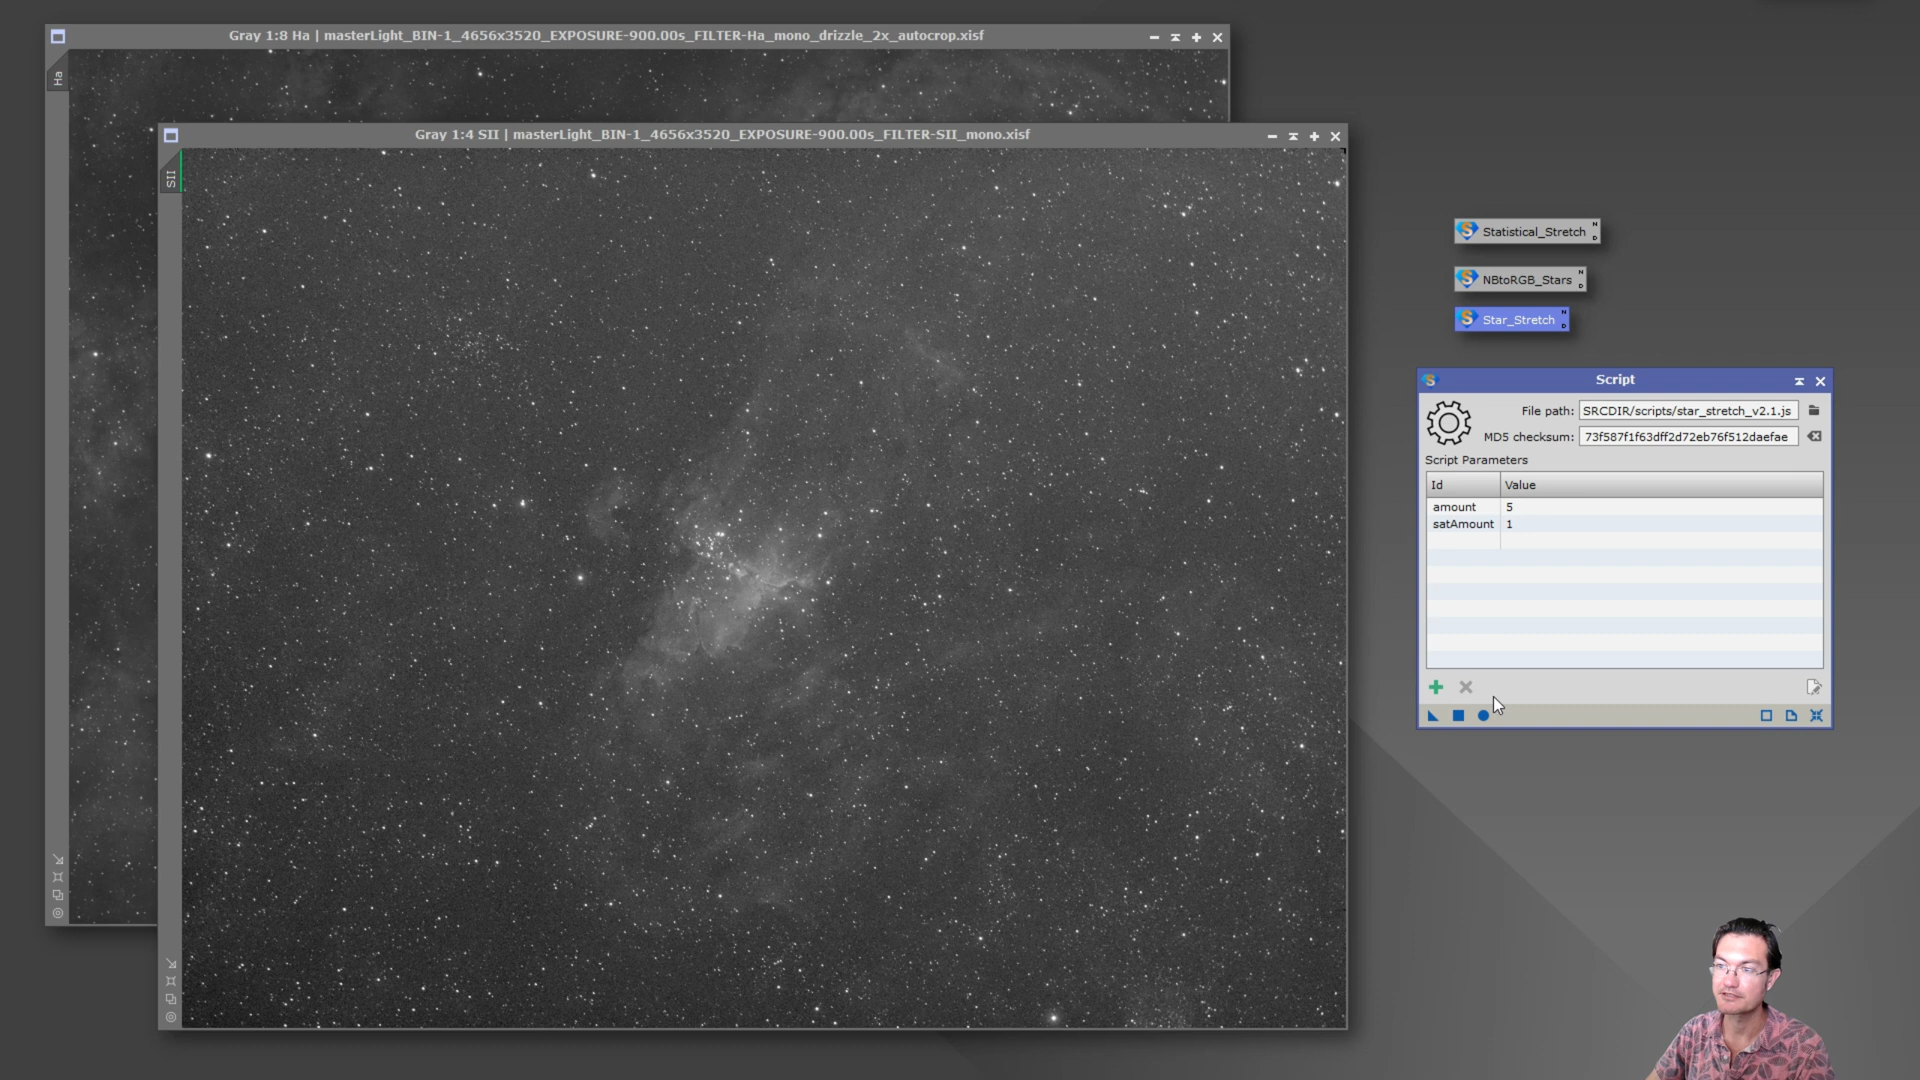 Gray 1:8 Ha | masterLight_BIN-1_4656x3520_EXPOSURE-900.00s_FILTER-Ha_mono_drizzle_2x_autocrop.xisf
Ha
Gray 1:4 SII | masterLight_BIN-1_4656x3520_EXPOSURE-900.00s_FILTER-SII_mono.xisf
SII
Statistical_Stretch
N
D
NBtoRGB_Stars
N
D
Star_Stretch
N
D
Script
File path: SRCDIR/scripts/star_stretch_v2.1.js
MD5 checksum: 73f587f1f63dff2d72eb76f512daefae
Script Parameters
Id Value
amount 5
satAmount 1